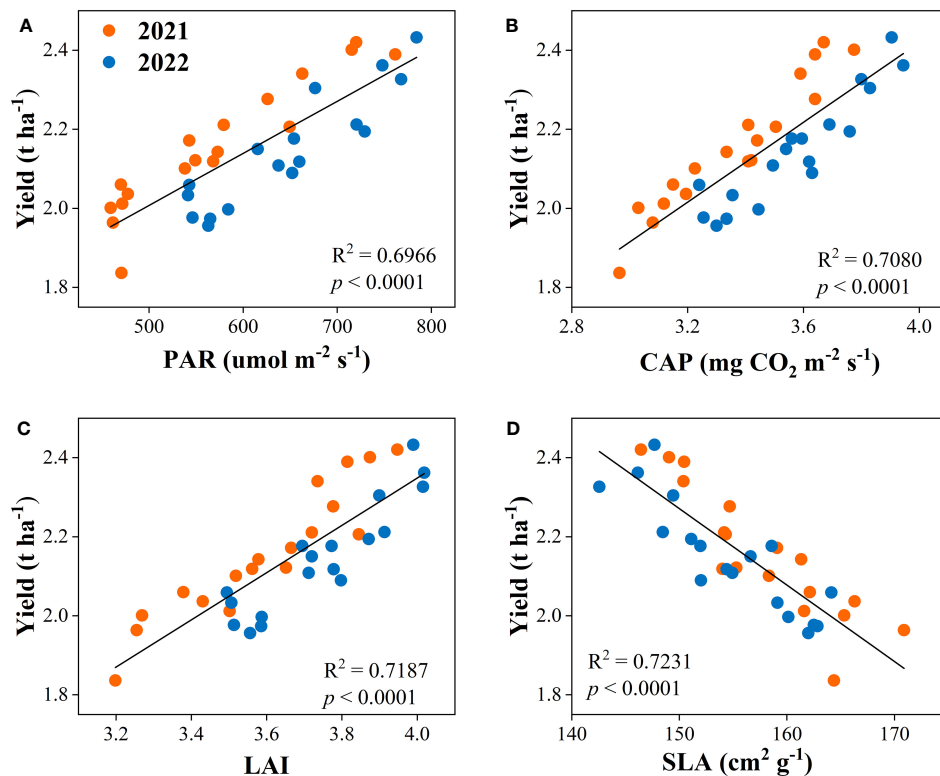 A
2021
2022
Yield (t ha⁻¹)
2.4
2.2
2.0
1.8
R² = 0.6966
p < 0.0001
500 600 700 800
PAR (umol m⁻² s⁻¹)
B
Yield (t ha⁻¹)
2.4
2.2
2.0
1.8
R² = 0.7080
p < 0.0001
2.8 3.2 3.6 4.0
CAP (mg CO₂ m⁻² s⁻¹)
C
Yield (t ha⁻¹)
2.4
2.2
2.0
1.8
R² = 0.7187
p < 0.0001
3.2 3.4 3.6 3.8 4.0
LAI
D
Yield (t ha⁻¹)
2.4
2.2
2.0
1.8
R² = 0.7231
p < 0.0001
140 150 160 170
SLA (cm² g⁻¹)